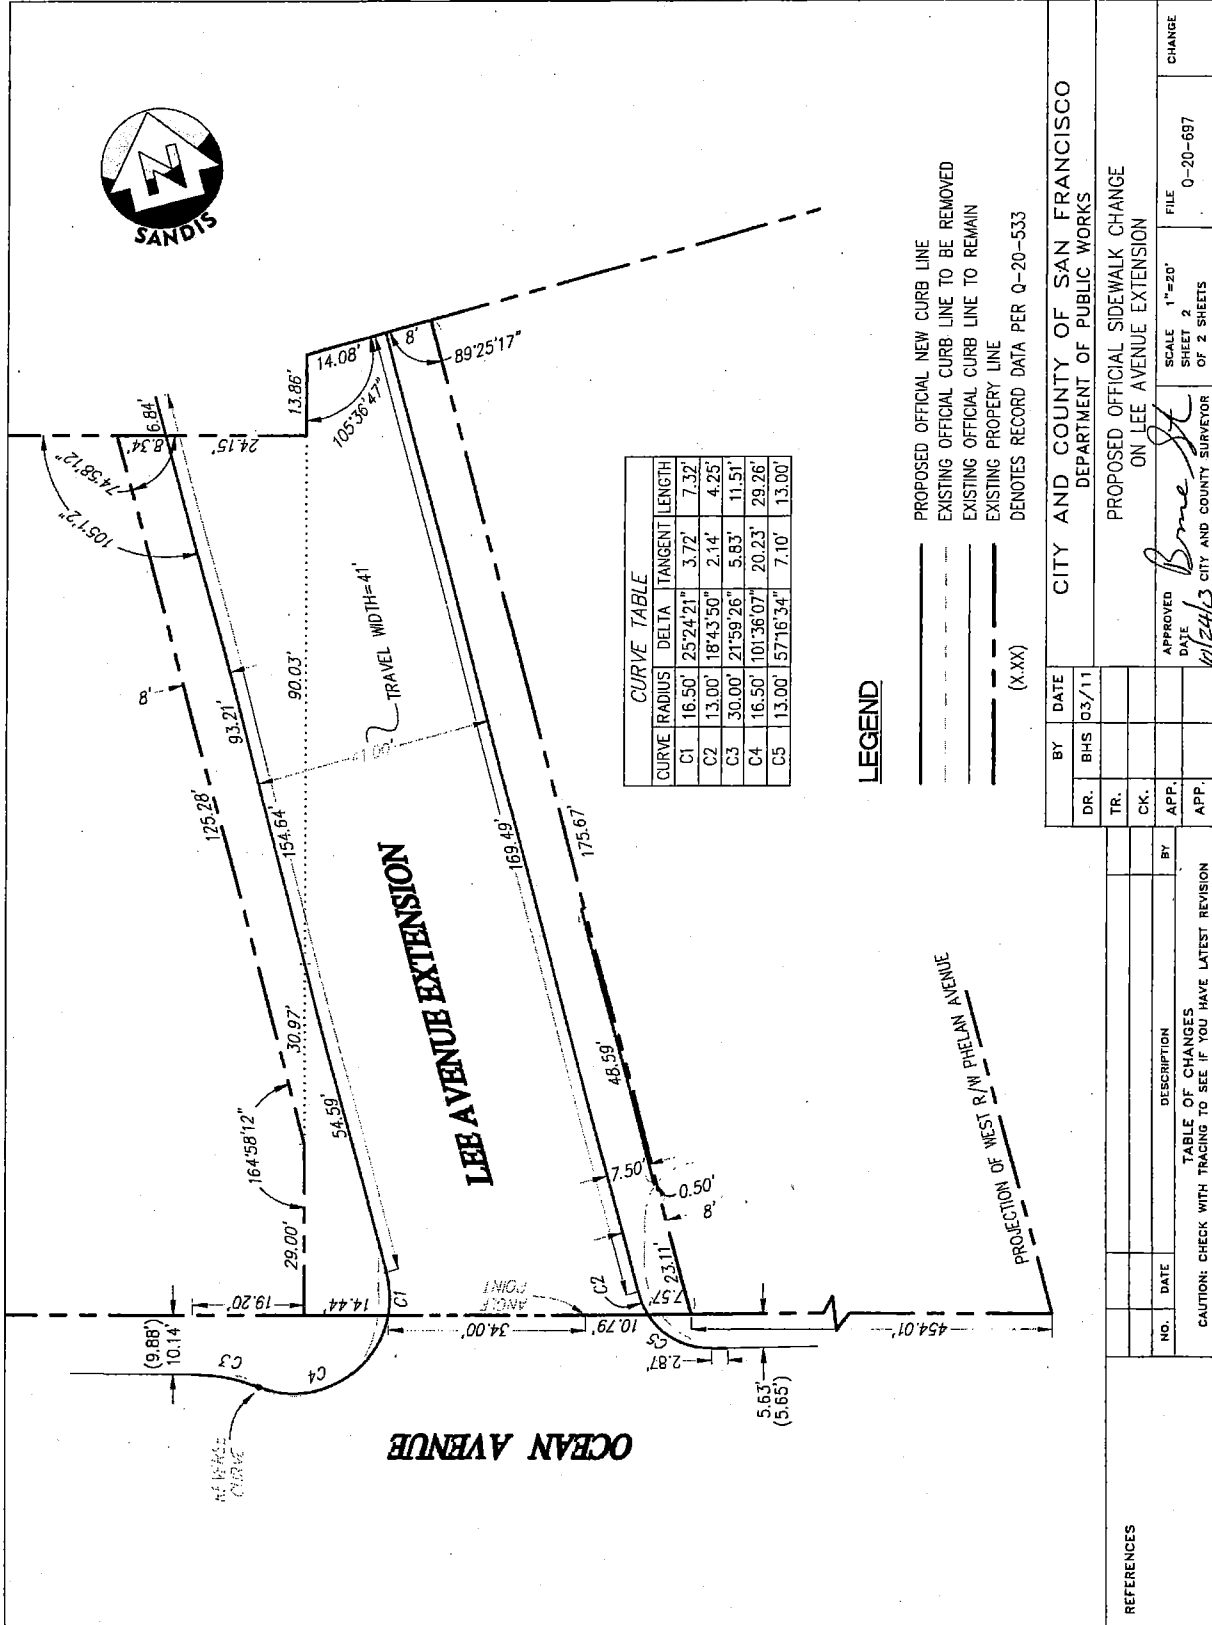 SANDIS
N
105°1'2"
74°58'12"
8.34'
6.84'
24.15'
13.86'
14.08'
105°36'47"
8'
89°25'17"
8'
93.21'
90.03'
TRAVEL WIDTH=41'
125.28'
154.64'
169.49'
175.67'
LEE AVENUE EXTENSION
30.97'
54.59'
164°58'12"
29.00'
48.59'
7.50'
0.50'
8'
23.11'
7.57'
19.20'
14.44'
C1
C2
ANGLE
POINT
34.00'
10.79'
(9.88')
10.14'
C3
C4
C5
2.87'
454.01'
5.63'
(5.65')
REVERSE
CURVE
OCEAN AVENUE
PROJECTION OF WEST R/W PHELAN AVENUE
CURVE TABLE
CURVE RADIUS DELTA TANGENT LENGTH
C1 16.50' 25°24'21" 3.72' 7.32'
C2 13.00' 18°43'50" 2.14' 4.25'
C3 30.00' 21°59'26" 5.83' 11.51'
C4 16.50' 101°36'07" 20.23' 29.26'
C5 13.00' 57°16'34" 7.10' 13.00'
LEGEND
PROPOSED OFFICIAL NEW CURB LINE
EXISTING OFFICIAL CURB LINE TO BE REMOVED
EXISTING OFFICIAL CURB LINE TO REMAIN
EXISTING PROPERY LINE
(X.XX) DENOTES RECORD DATA PER Q-20-533
CITY AND COUNTY OF SAN FRANCISCO
DEPARTMENT OF PUBLIC WORKS
PROPOSED OFFICIAL SIDEWALK CHANGE
ON LEE AVENUE EXTENSION
BY DATE
DR. BHS 03/11
TR.
CK.
APP.
APP.
APPROVED
DATE
CITY AND COUNTY SURVEYOR
SCALE 1"=20'
SHEET 2
OF 2 SHEETS
FILE
Q-20-697
CHANGE
NO. DATE DESCRIPTION BY
TABLE OF CHANGES
CAUTION: CHECK WITH TRACING TO SEE IF YOU HAVE LATEST REVISION
REFERENCES